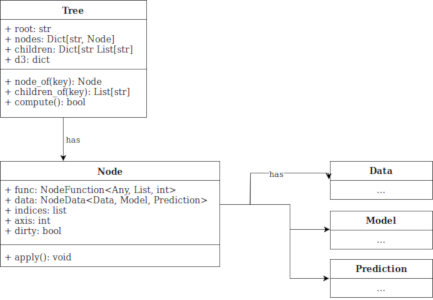 Tree
+ root: str
+ nodes: Dict[str, Node]
+ children: Dict[str List[str]
+ d3: dict
+ node_of(key): Node
+ children_of(key): List[str]
+ compute(): bool
has
Node
+ func: NodeFunction<Any, List, int>
+ data: NodeData<Data, Model, Prediction>
+ indices: list
+ axis: int
+ dirty: bool
+ apply(): void
has
Data
...
Model
...
Prediction
...